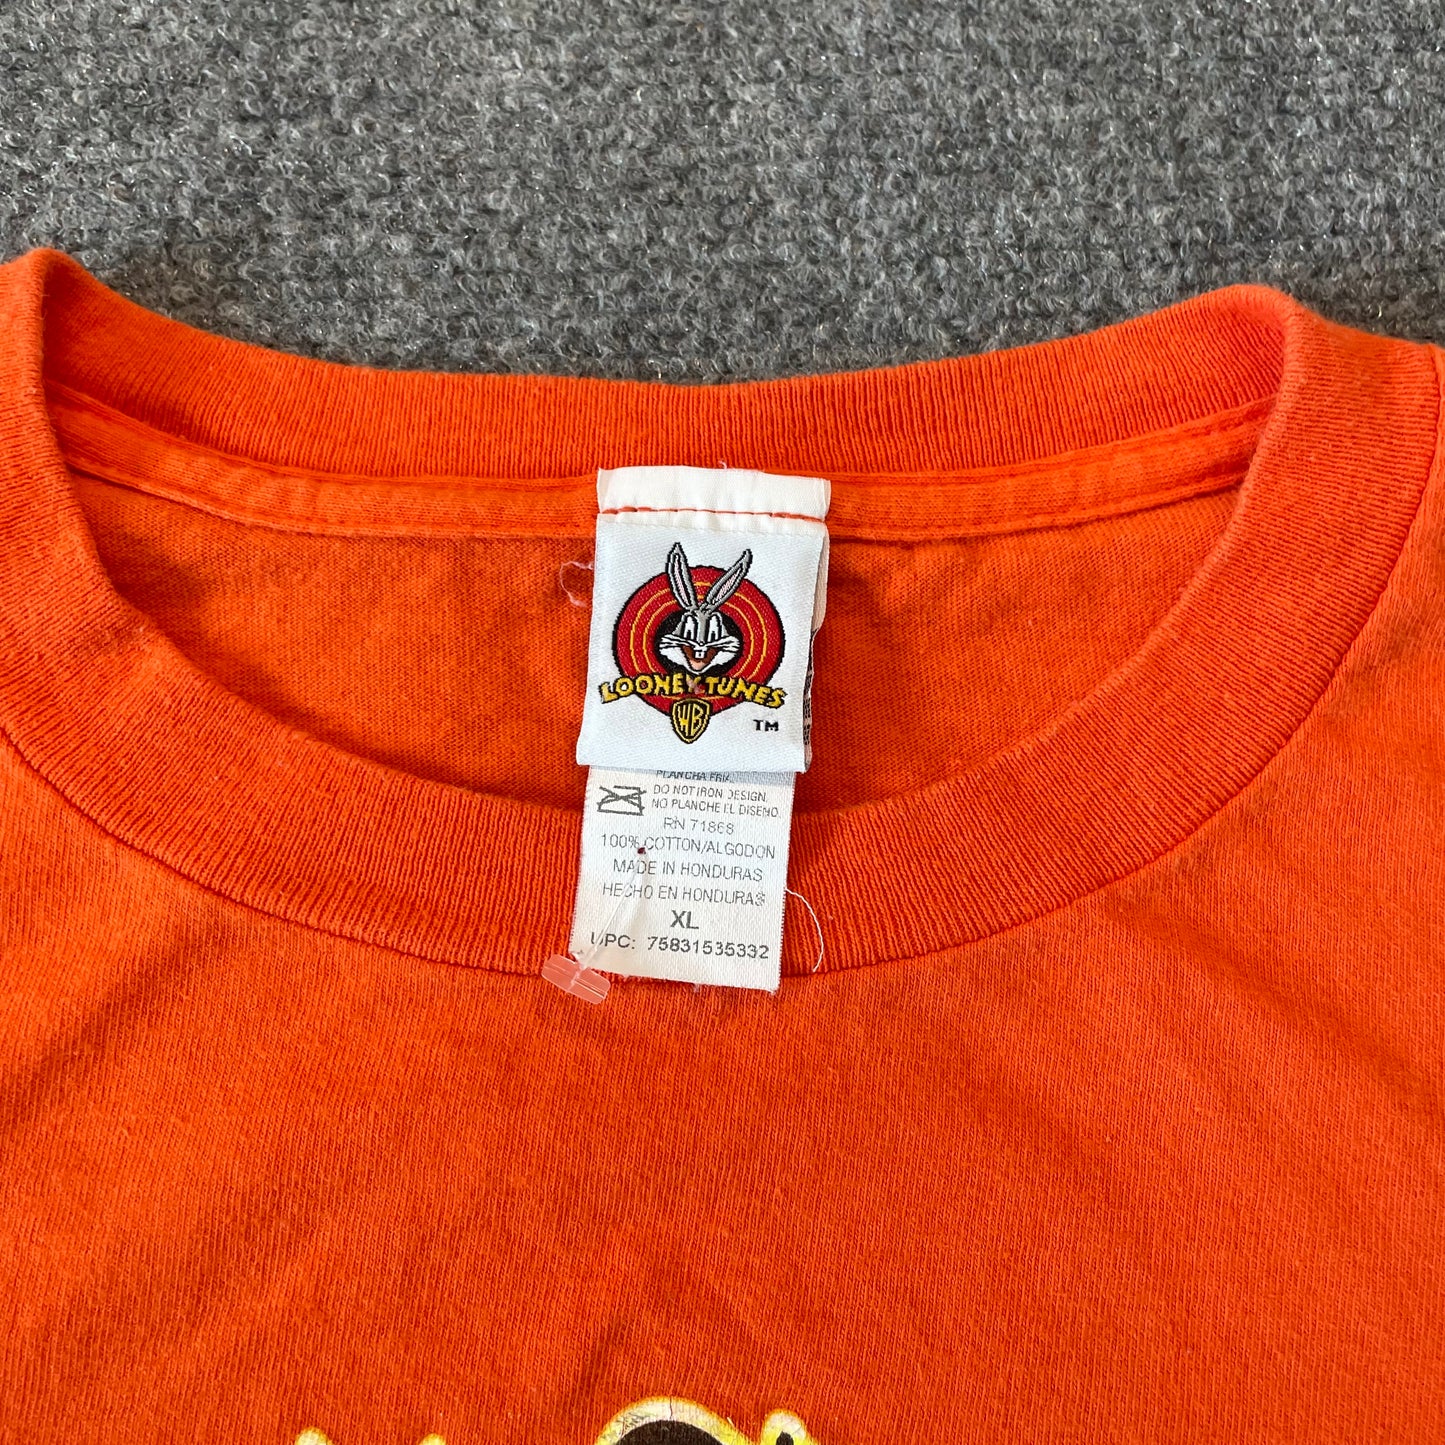 LOONEY TUNES
WB
TM
PLANCHA FRIA.
DO NOT IRON DESIGN.
NO PLANCHE EL DISENO.
RN 71868
100% COTTON/ALGODON
MADE IN HONDURAS
HECHO EN HONDURAS
XL
UPC: 75831535332